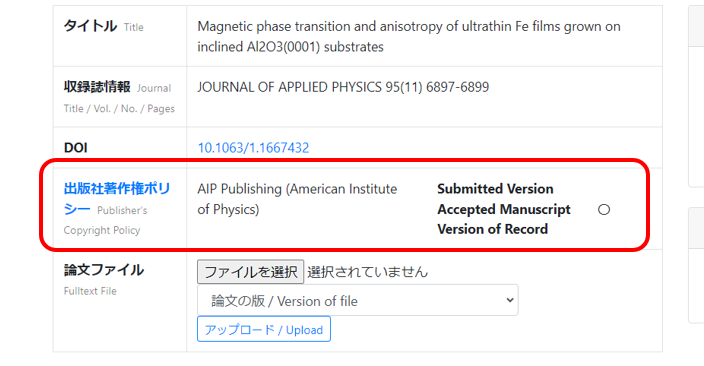 タイトル Title
Magnetic phase transition and anisotropy of ultrathin Fe films grown on
inclined Al2O3(0001) substrates
収録誌情報 Journal
Title / Vol. / No. / Pages
JOURNAL OF APPLIED PHYSICS 95(11) 6897-6899
DOI
10.1063/1.1667432
出版社著作権ポリ
シー Publisher's
Copyright Policy
AIP Publishing (American Institute
of Physics)
Submitted Version
Accepted Manuscript ○
Version of Record
論文ファイル
Fulltext File
ファイルを選択 選択されていません
論文の版 / Version of file
アップロード / Upload